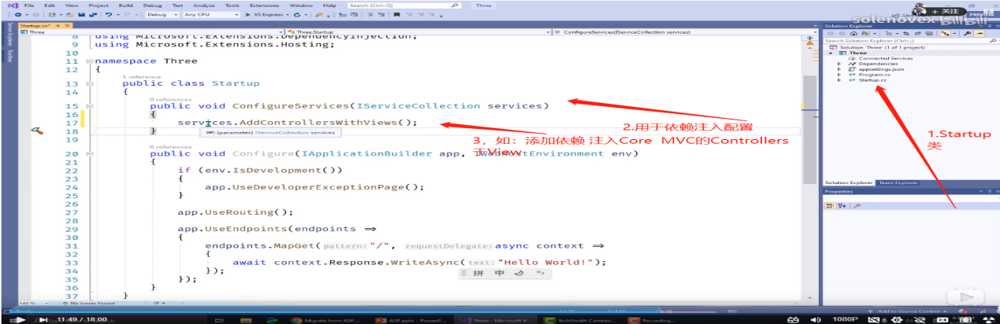 File Edit View Project Build Debug Test Analyze Tools Extensions Window Help Search (Ctrl+Q) Three
Debug Any CPU IIS Express
solenovex bilibili
+ 关注
PREVIEW
Startup.cs*
Three Three.Startup ConfigureServices(IServiceCollection services)
8 using Microsoft.Extensions.DependencyInjection;
9 using Microsoft.Extensions.Hosting;
10
11 namespace Three
12 {
1 reference
13 public class Startup
14 {
0 references
15 public void ConfigureServices(IServiceCollection services)
16 {
17 services.AddControllersWithViews();
18 }
(parameter) IServiceCollection services
19
0 references
20 public void Configure(IApplicationBuilder app, IWebHostEnvironment env)
21 {
22 if (env.IsDevelopment())
23 {
24 app.UseDeveloperExceptionPage();
25 }
26
27 app.UseRouting();
28
29 app.UseEndpoints(endpoints =>
30 {
31 endpoints.MapGet(pattern:"/", requestDelegate:async context =>
32 {
33 await context.Response.WriteAsync(text:"Hello World!");
34 });
35 });
36 }
37 }
2.用于依赖注入配置
3，如：添加依赖 注入Core MVC的Controllers
于View
1.Startup
类
拼 中
Server Explorer
Toolbox
Solution Explorer
Search Solution Explorer (Ctrl+;)
Solution 'Three' (1 of 1 project)
Three
Connected Services
Dependencies
appsettings.json
Program.cs
Startup.cs
Solution Explorer Team Explorer
Properties
No issues found
INS
Add to Source Control
11:49 / 18:00
Migrate from ASP... ASP.pptx - PowerP... Three - Microsoft V... TechSmith Camtasi... Recording...
1080P